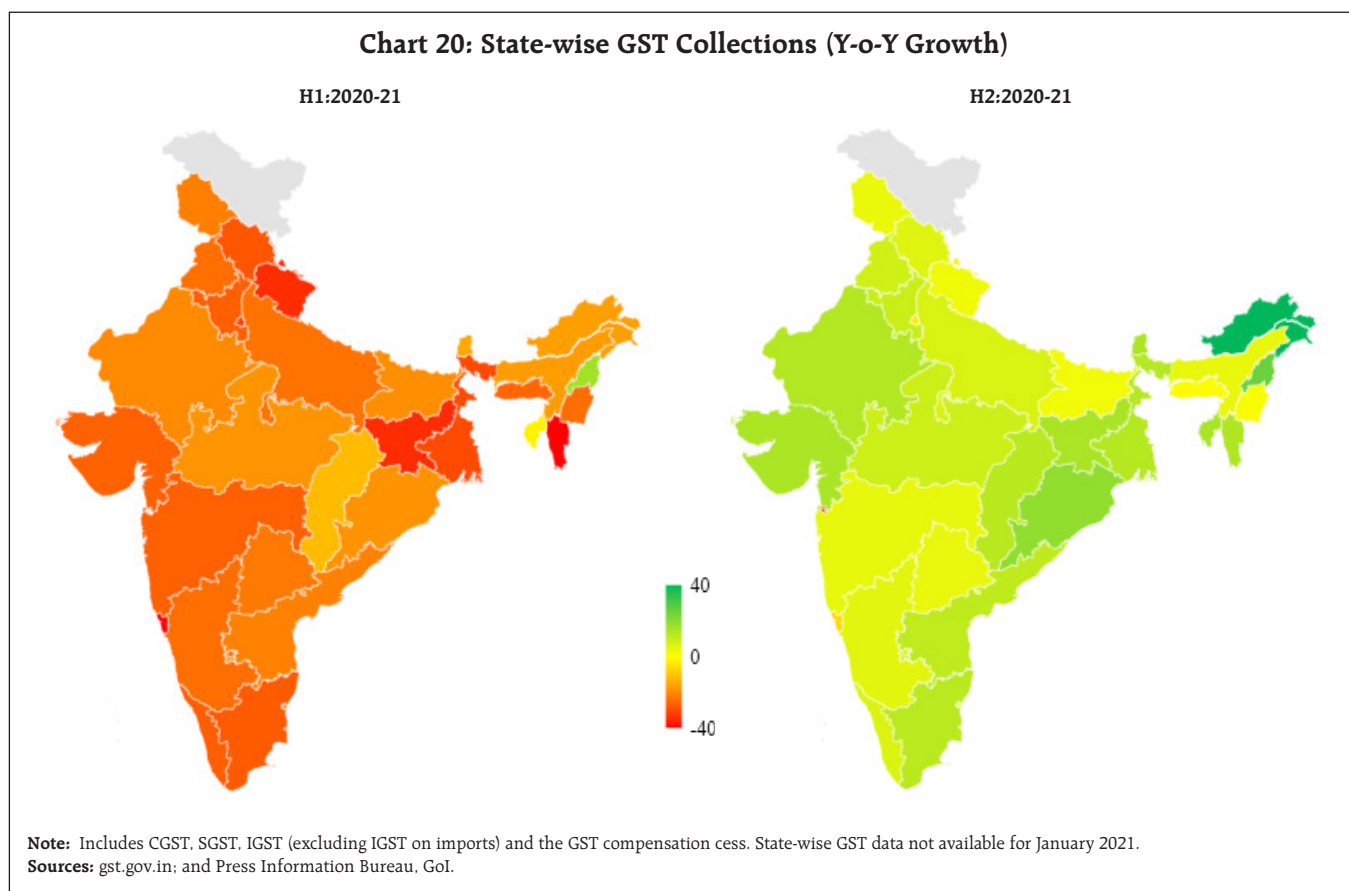 Chart 20: State-wise GST Collections (Y-o-Y Growth)
H1:2020-21
H2:2020-21
40
0
-40
Note: Includes CGST, SGST, IGST (excluding IGST on imports) and the GST compensation cess. State-wise GST data not available for January 2021.
Sources: gst.gov.in; and Press Information Bureau, GoI.